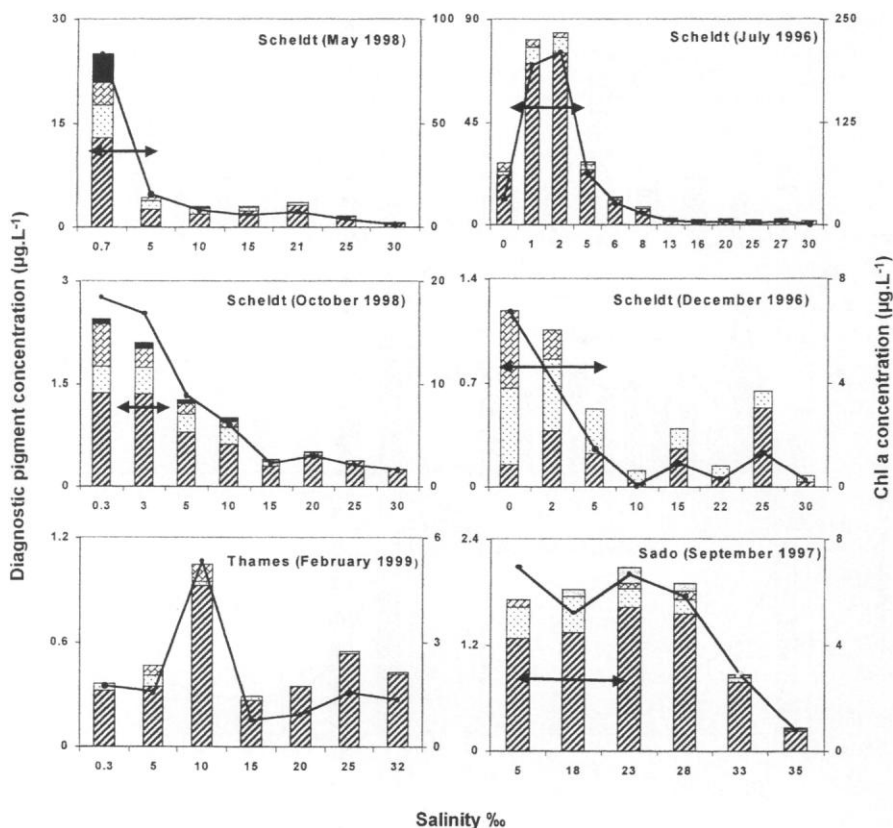 Diagnostic pigment concentration (µg.L⁻¹)
Chl a concentration (µg.L⁻¹)
Scheldt (May 1998)
30
15
0
100
50
0
0.7 5 10 15 21 25 30
Scheldt (July 1996)
90
45
0
250
125
0
0 1 2 5 6 8 13 16 20 25 27 30
Scheldt (October 1998)
3
1.5
0
20
10
0
0.3 3 5 10 15 20 25 30
Scheldt (December 1996)
1.4
0.7
0
8
4
0
0 2 5 10 15 22 25 30
Thames (February 1999)
1.2
0.6
0
6
3
0
0.3 5 10 15 20 25 32
Sado (September 1997)
2.4
1.2
0
8
4
0
5 18 23 28 33 35
Salinity ‰